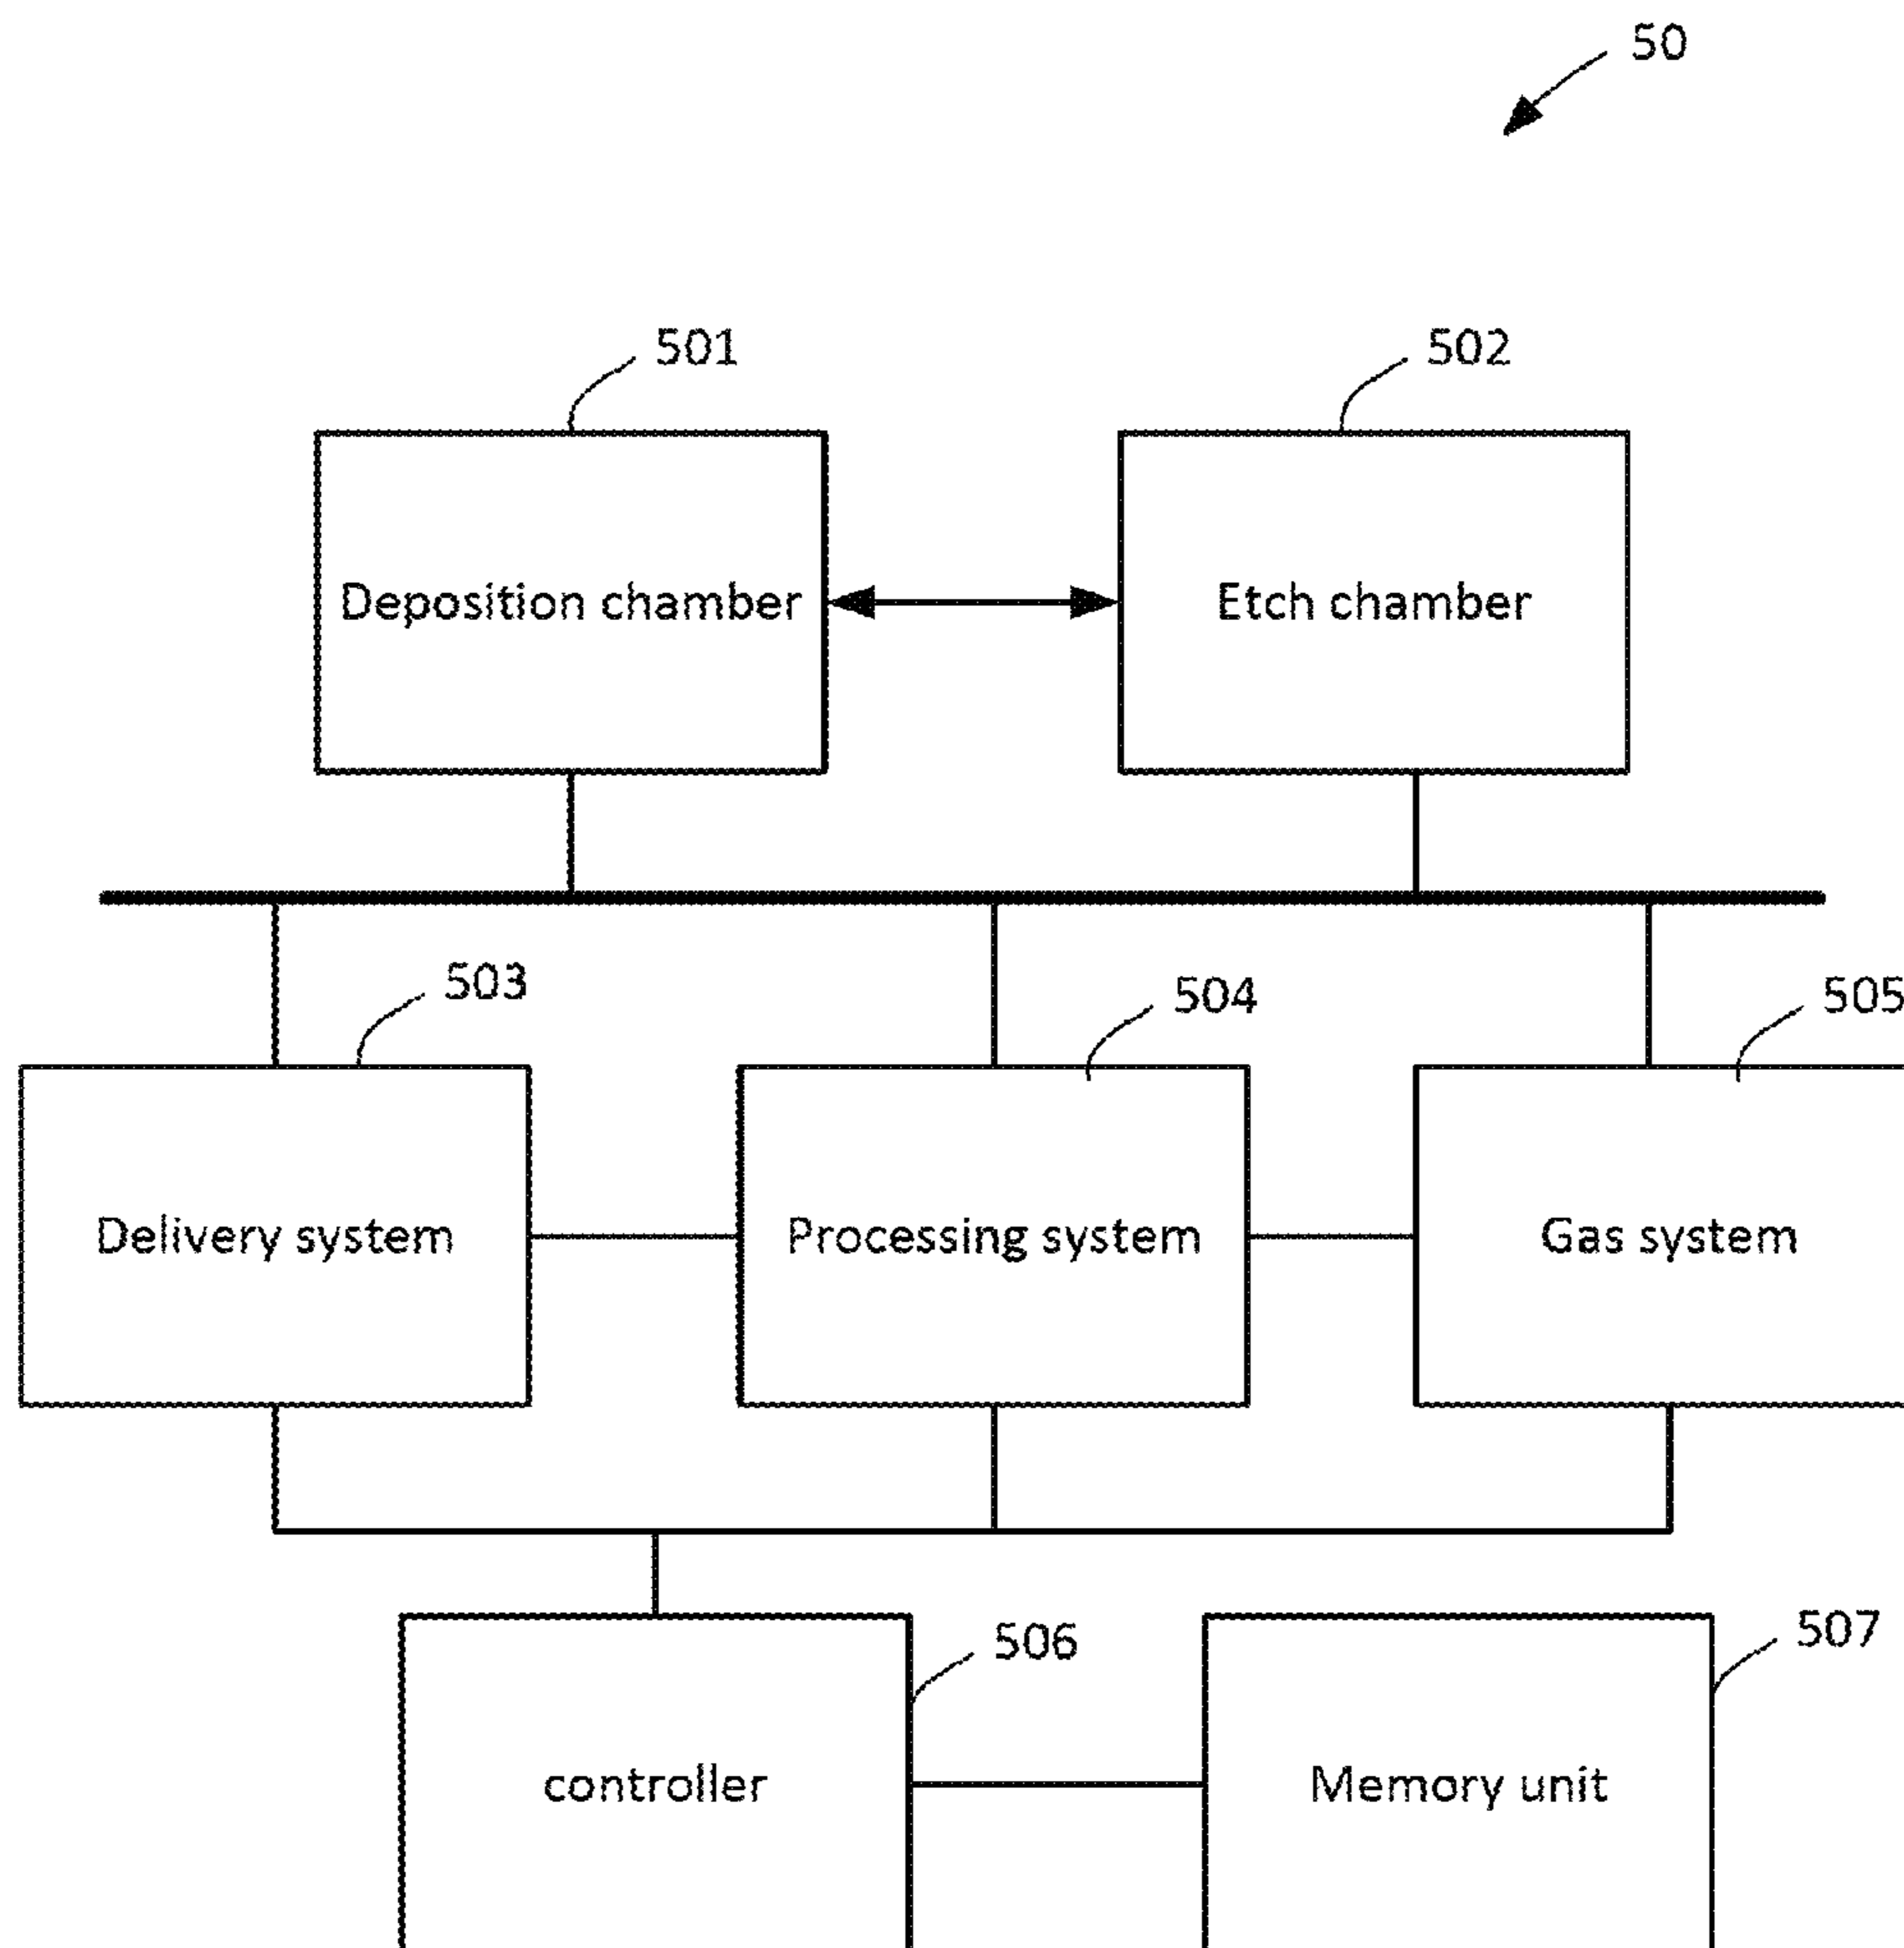 50
501
502
Deposition chamber
Etch chamber
503
504
505
Delivery system
Processing system
Gas system
506
507
controller
Memory unit